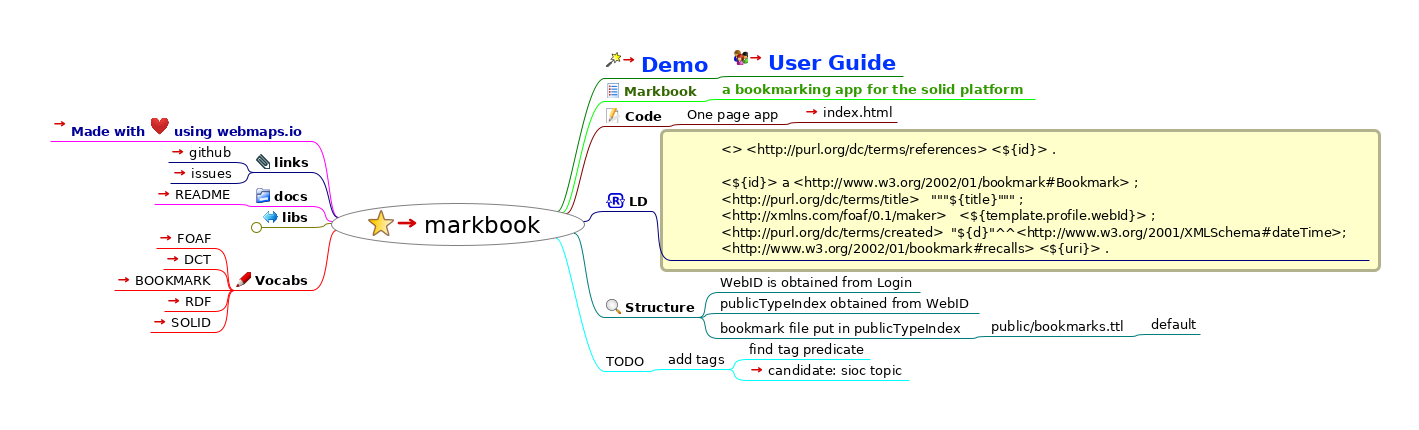 markbook
Demo
User Guide
Markbook
a bookmarking app for the solid platform
Code
One page app
index.html
{R} LD
<> <http://purl.org/dc/terms/references> <${id}> .
<${id}> a <http://www.w3.org/2002/01/bookmark#Bookmark> ;
<http://purl.org/dc/terms/title>   """${title}""" ;
<http://xmlns.com/foaf/0.1/maker>   <${template.profile.webId}> ;
<http://purl.org/dc/terms/created>  "${d}"^^<http://www.w3.org/2001/XMLSchema#dateTime>;
<http://www.w3.org/2002/01/bookmark#recalls> <${uri}> .
Structure
WebID is obtained from Login
publicTypeIndex obtained from WebID
bookmark file put in publicTypeIndex
public/bookmarks.ttl
default
TODO
add tags
find tag predicate
candidate: sioc topic
Made with ❤ using webmaps.io
links
github
issues
docs
README
libs
Vocabs
FOAF
DCT
BOOKMARK
RDF
SOLID